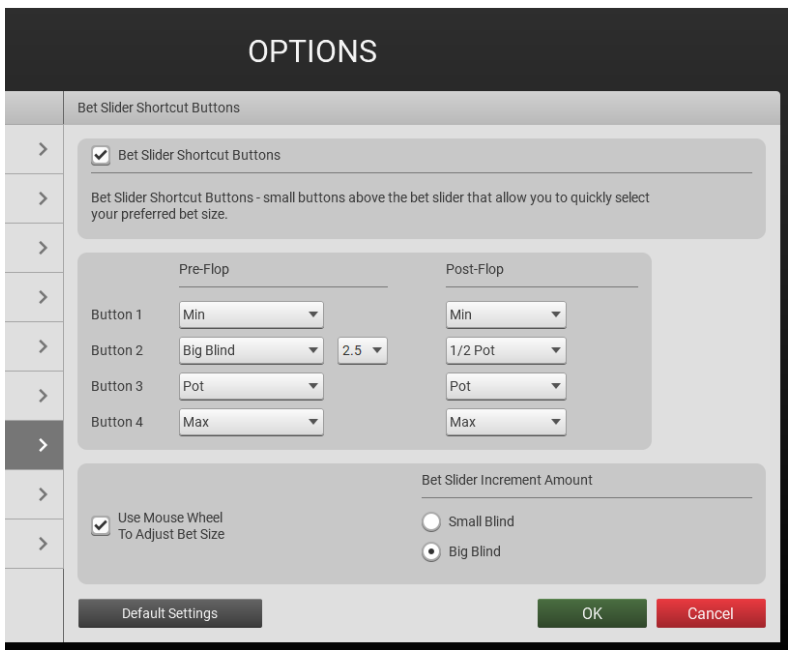 OPTIONS
Bet Slider Shortcut Buttons
Bet Slider Shortcut Buttons
Bet Slider Shortcut Buttons - small buttons above the bet slider that allow you to quickly select
your preferred bet size.
Pre-Flop Post-Flop
Button 1 Min Min
Button 2 Big Blind 2.5 1/2 Pot
Button 3 Pot Pot
Button 4 Max Max
Bet Slider Increment Amount
Use Mouse Wheel
To Adjust Bet Size
Small Blind
Big Blind
Default Settings OK Cancel